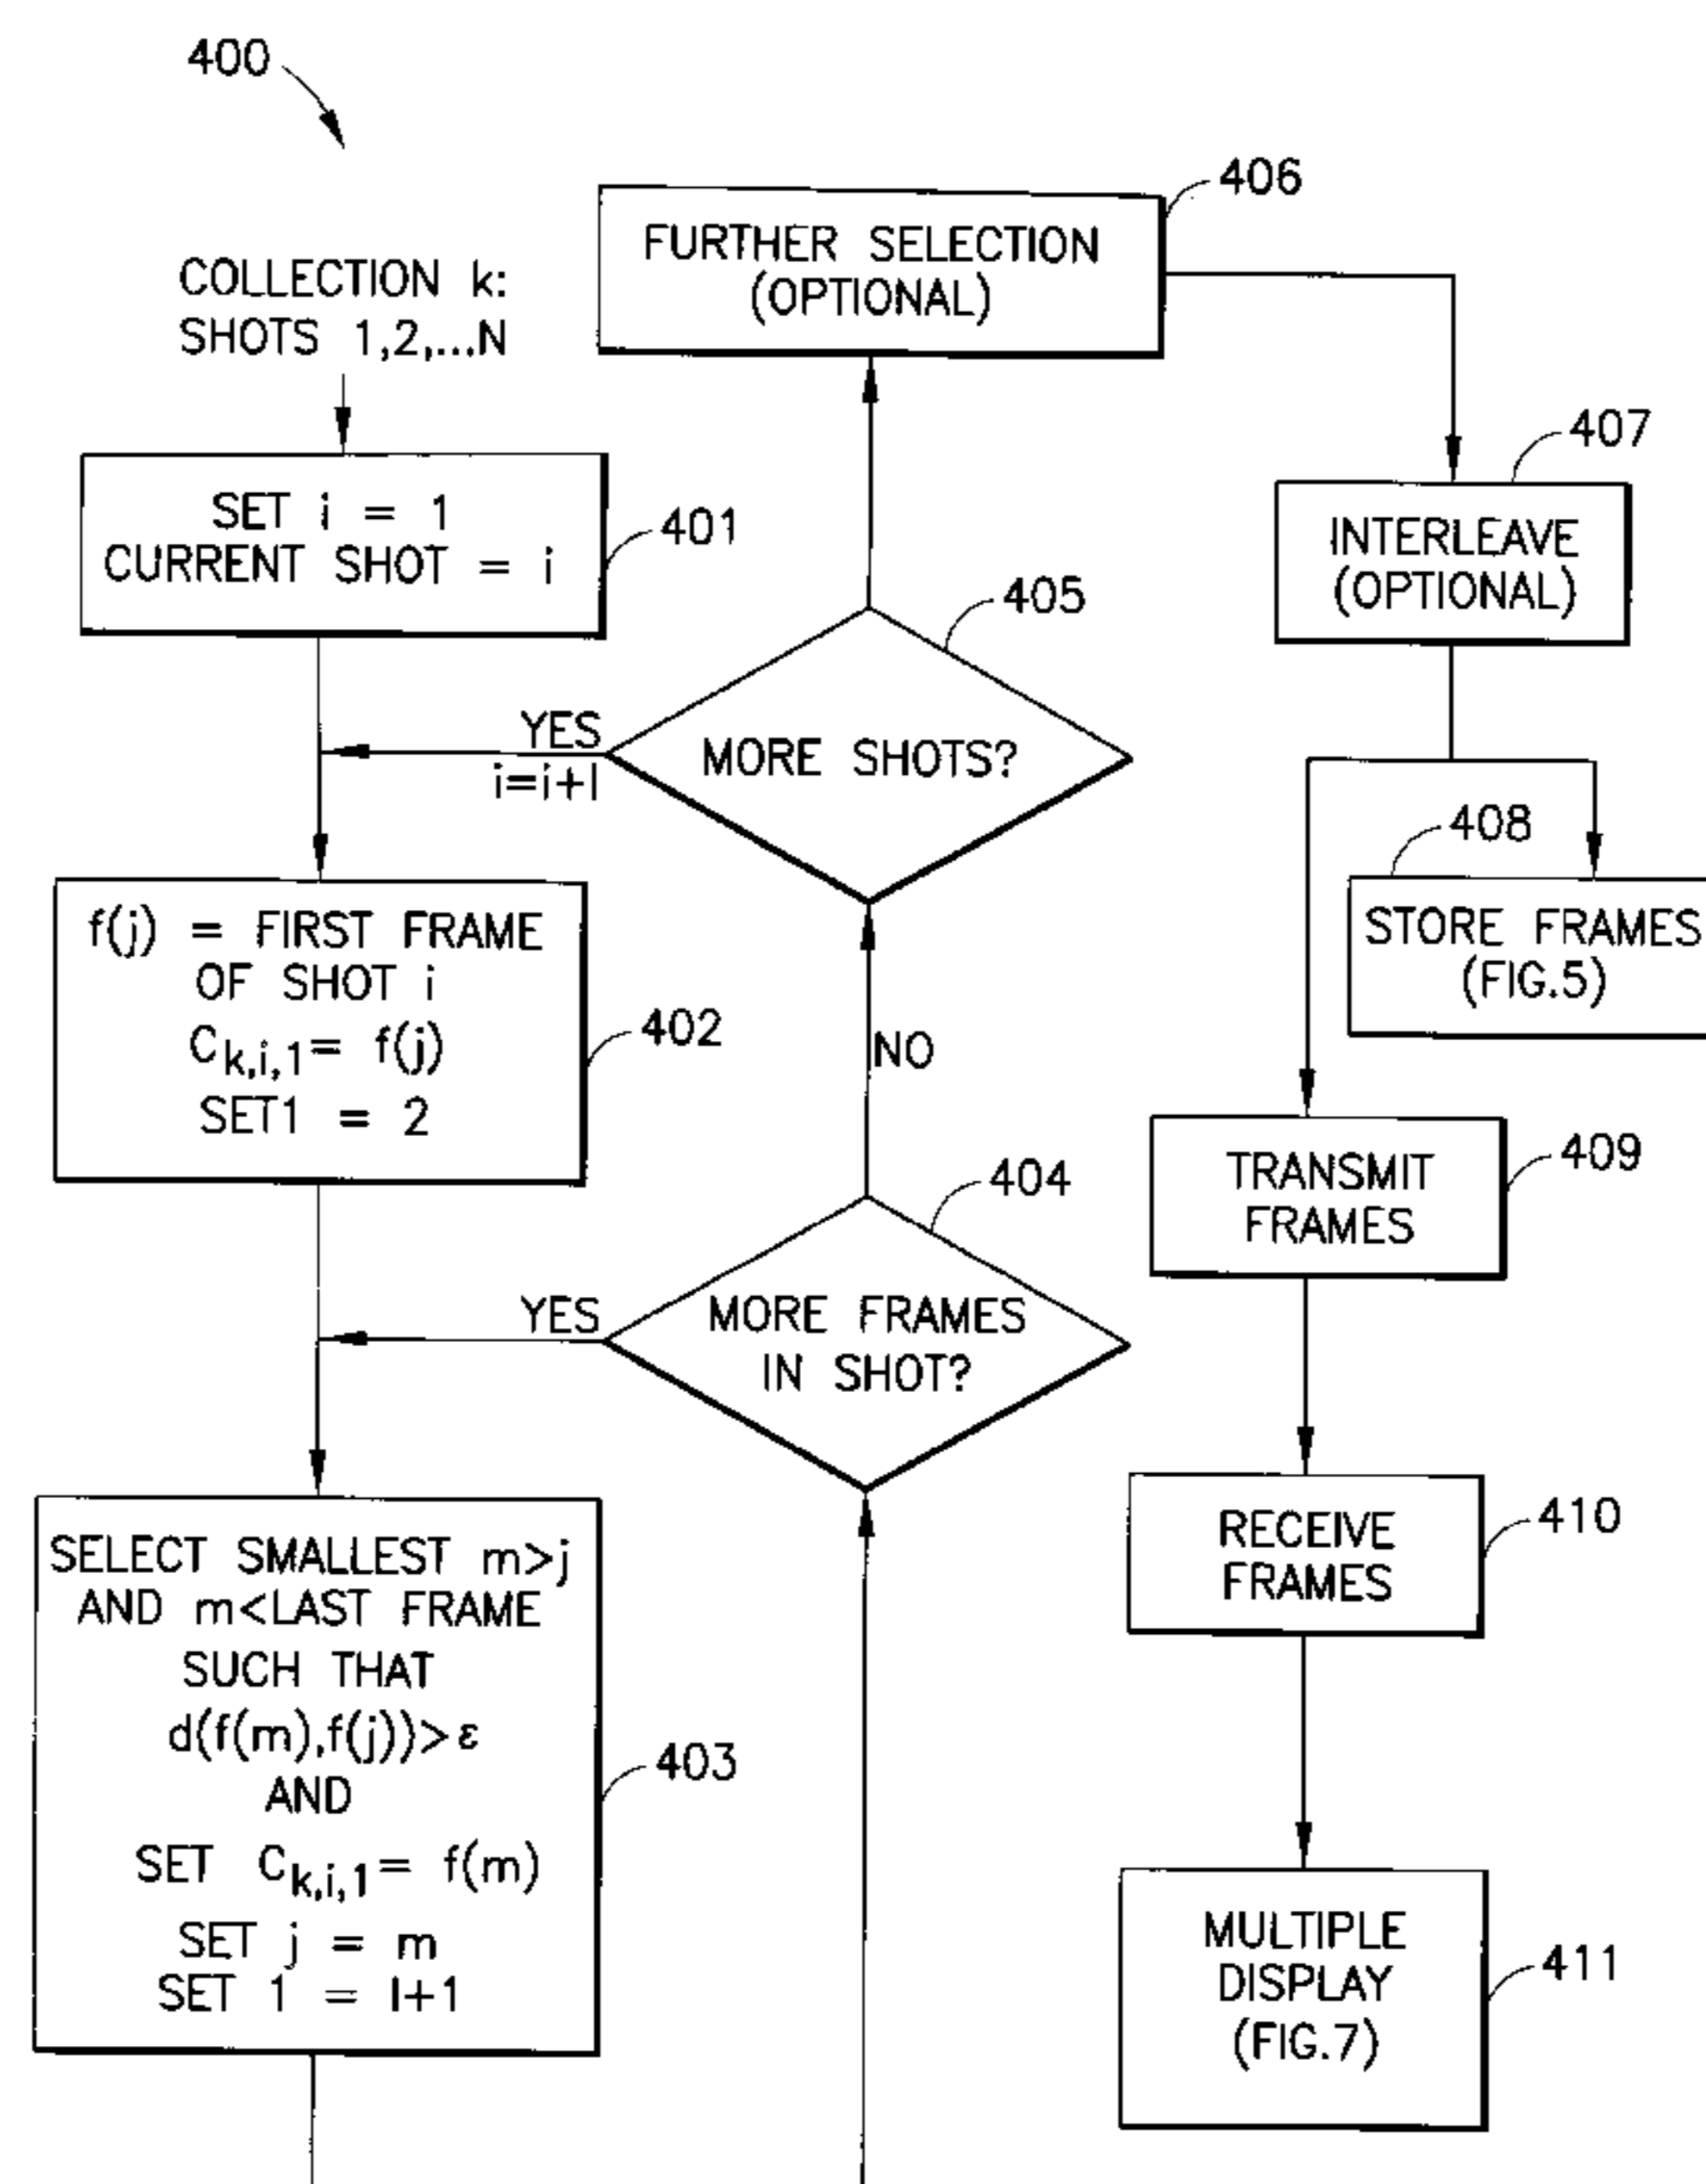 400
COLLECTION k:
SHOTS 1,2,...N
SET i = 1
CURRENT SHOT = i
401
f(j) = FIRST FRAME
OF SHOT i
Ck,i,1= f(j)
SET1 = 2
402
SELECT SMALLEST m>j
AND m<LAST FRAME
SUCH THAT
d(f(m),f(j))>ε
AND
SET Ck,i,1= f(m)
SET j = m
SET 1 = l+1
403
MORE FRAMES
IN SHOT?
404
YES
NO
MORE SHOTS?
405
YES
i=i+l
FURTHER SELECTION
(OPTIONAL)
406
INTERLEAVE
(OPTIONAL)
407
STORE FRAMES
(FIG.5)
408
TRANSMIT
FRAMES
409
RECEIVE
FRAMES
410
MULTIPLE
DISPLAY
(FIG.7)
411